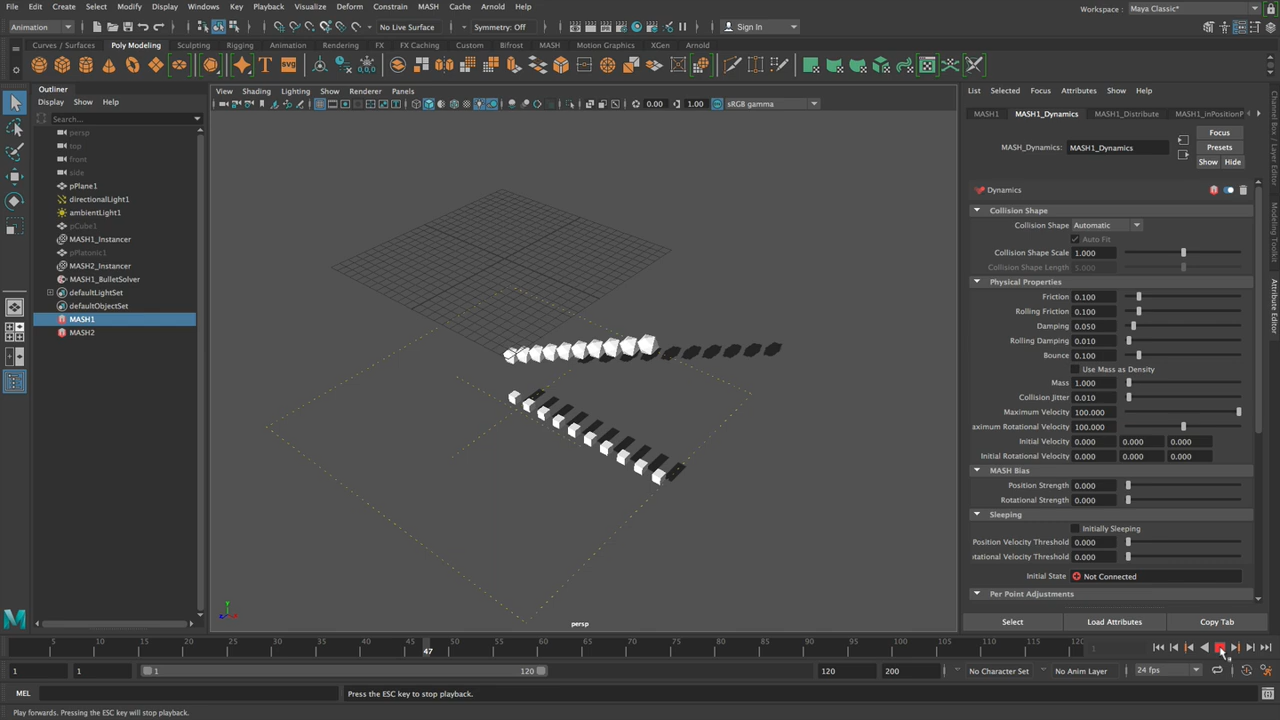 File Edit Create Select Modify Display Windows Key Playback Visualize Deform Constrain MASH Cache Arnold Help
Workspace : Maya Classic*
Animation
No Live Surface
Symmetry: Off
Sign In
Curves / Surfaces Poly Modeling Sculpting Rigging Animation Rendering FX FX Caching Custom Bifrost MASH Motion Graphics XGen Arnold
Outliner
Display Show Help
Search...
persp
top
front
side
pPlane1
directionalLight1
ambientLight1
pCube1
MASH1_Instancer
pPlatonic1
MASH2_Instancer
MASH1_BulletSolver
defaultLightSet
defaultObjectSet
MASH1
MASH2
View Shading Lighting Show Renderer Panels
0.00 1.00 sRGB gamma
persp
List Selected Focus Attributes Show Help
MASH1 MASH1_Dynamics MASH1_Distribute MASH1_inPositionP
MASH_Dynamics: MASH1_Dynamics
Focus
Presets
Show Hide
Dynamics
Collision Shape
Collision Shape Automatic
Auto Fit
Collision Shape Scale 1.000
Collision Shape Length 5.000
Physical Properties
Friction 0.100
Rolling Friction 0.100
Damping 0.050
Rolling Damping 0.010
Bounce 0.100
Use Mass as Density
Mass 1.000
Collision Jitter 0.010
Maximum Velocity 100.000
aximum Rotational Velocity 100.000
Initial Velocity 0.000 0.000 0.000
Initial Rotational Velocity 0.000 0.000 0.000
MASH Bias
Position Strength 0.000
Rotational Strength 0.000
Sleeping
Initially Sleeping
Position Velocity Threshold 0.000
otational Velocity Threshold 0.000
Initial State Not Connected
Per Point Adjustments
Select Load Attributes Copy Tab
Channel Box / Layer Editor
Modeling Toolkit
Attribute Editor
5 10 15 20 25 30 35 40 45 50 55 60 65 70 75 80 85 90 95 100 105 110 115 120
47
1
1 1 1 120 120 200 No Character Set No Anim Layer 24 fps
MEL
Press the ESC key to stop playback.
Play forwards. Pressing the ESC key will stop playback.